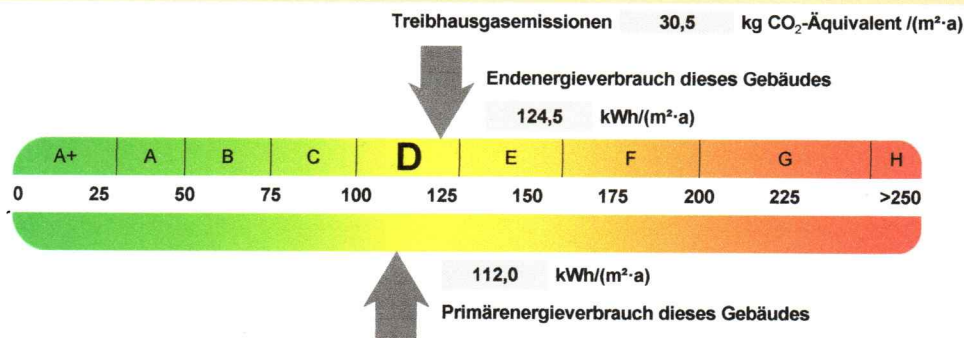 Treibhausgasemissionen 30,5 kg CO₂-Äquivalent /(m²·a)
Endenergieverbrauch dieses Gebäudes
124,5 kWh/(m²·a)
A+ A B C D E F G H
0 25 50 75 100 125 150 175 200 225 >250
112,0 kWh/(m²·a)
Primärenergieverbrauch dieses Gebäudes